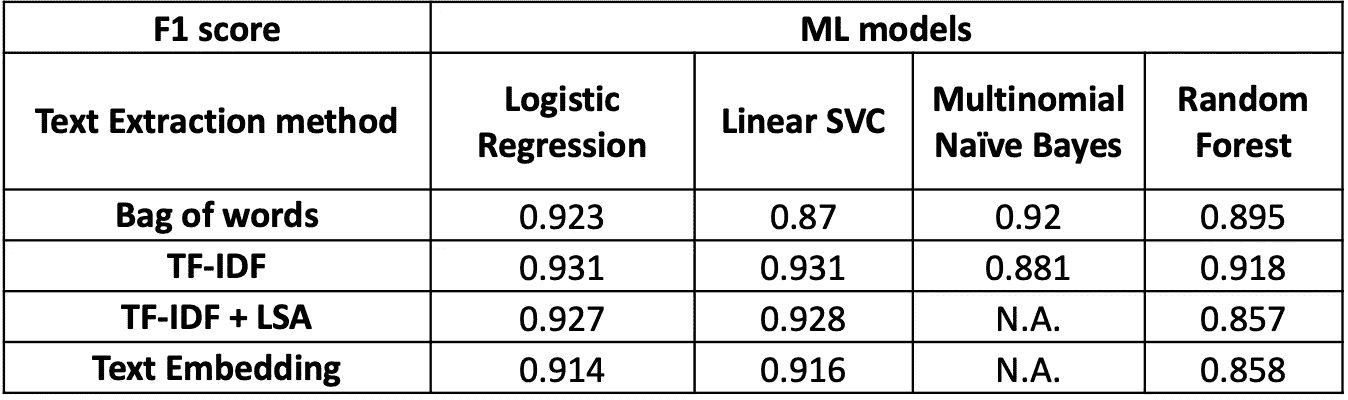 F1 score ML models
Text Extraction method Logistic Regression Linear SVC Multinomial Naïve Bayes Random Forest
Bag of words 0.923 0.87 0.92 0.895
TF-IDF 0.931 0.931 0.881 0.918
TF-IDF + LSA 0.927 0.928 N.A. 0.857
Text Embedding 0.914 0.916 N.A. 0.858